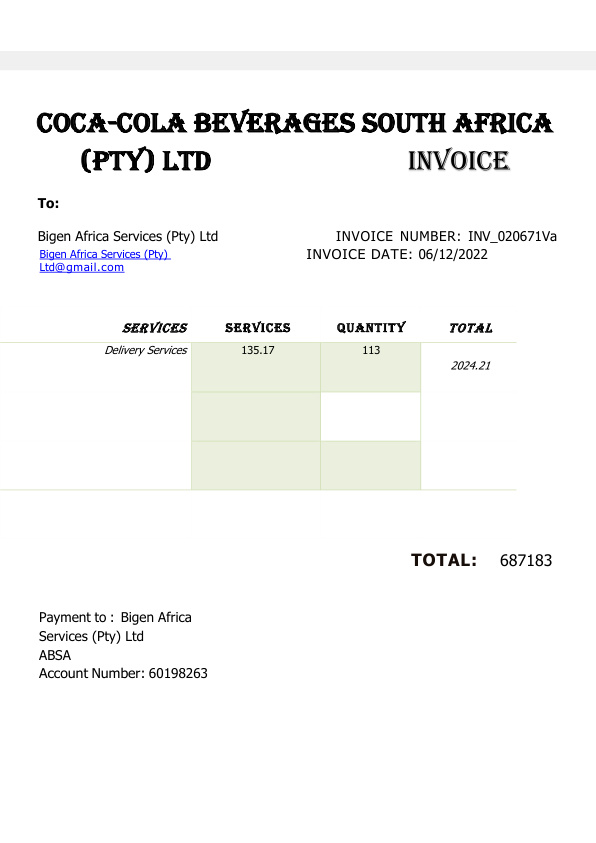 COCA-COLA BEVERAGES SOUTH AFRICA
(PTY) LTD INVOICE
To:
Bigen Africa Services (Pty) Ltd INVOICE NUMBER: INV_020671Va
Bigen Africa Services (Pty) INVOICE DATE: 06/12/2022
Ltd@gmail.com
SERVICES SERVICES QUANTITY TOTAL
Delivery Services 135.17 113
2024.21
TOTAL: 687183
Payment to : Bigen Africa
Services (Pty) Ltd
ABSA
Account Number: 60198263